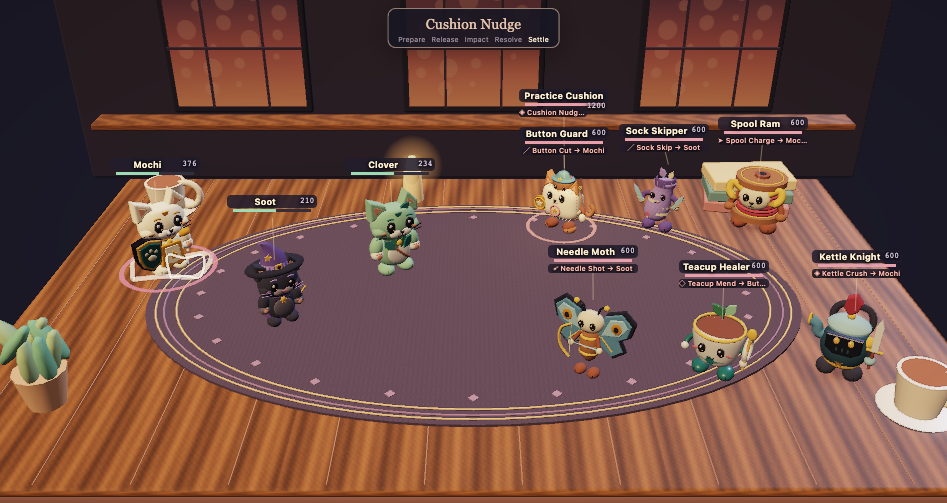 Cushion Nudge
Prepare Release Impact Resolve Settle
Practice Cushion
1200
◈ Cushion Nudg...
Button Guard 600
⟋ Button Cut → Mochi
Sock Skipper 600
⟋ Sock Skip → Soot
Spool Ram 600
➤ Spool Charge → Moc...
Mochi 376
Clover 234
Soot 210
Needle Moth 600
➶ Needle Shot → Soot
Teacup Healer 600
◇ Teacup Mend → But...
Kettle Knight 600
◈ Kettle Crush → Mochi